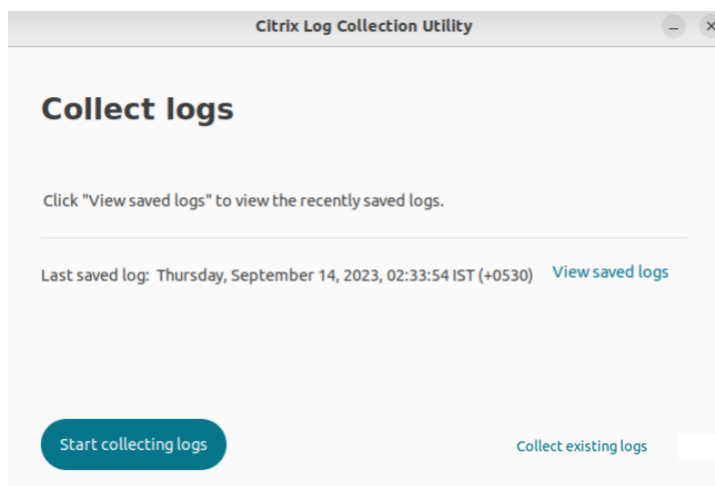 Citrix Log Collection Utility
Collect logs
Click "View saved logs" to view the recently saved logs.
Last saved log: Thursday, September 14, 2023, 02:33:54 IST (+0530) View saved logs
Start collecting logs Collect existing logs